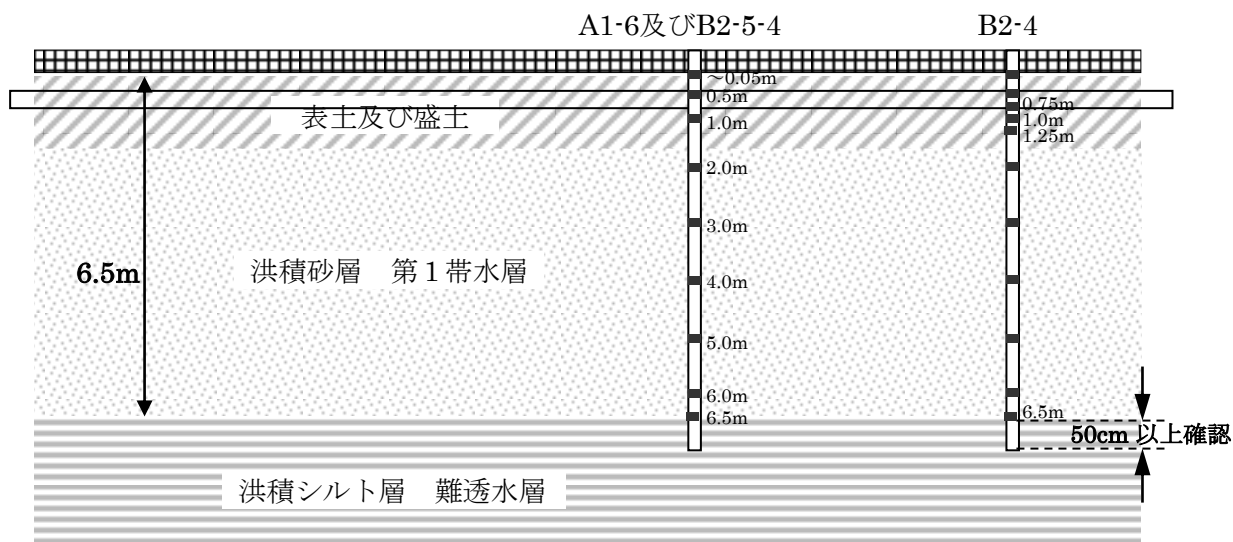 A1-6及びB2-5-4
B2-4
～0.05m
0.5m
0.75m
表土及び盛土
1.0m
1.0m
1.25m
2.0m
3.0m
洪積砂層　第１帯水層
6.5m
4.0m
5.0m
6.0m
6.5m
6.5m
50cm 以上確認
洪積シルト層　難透水層